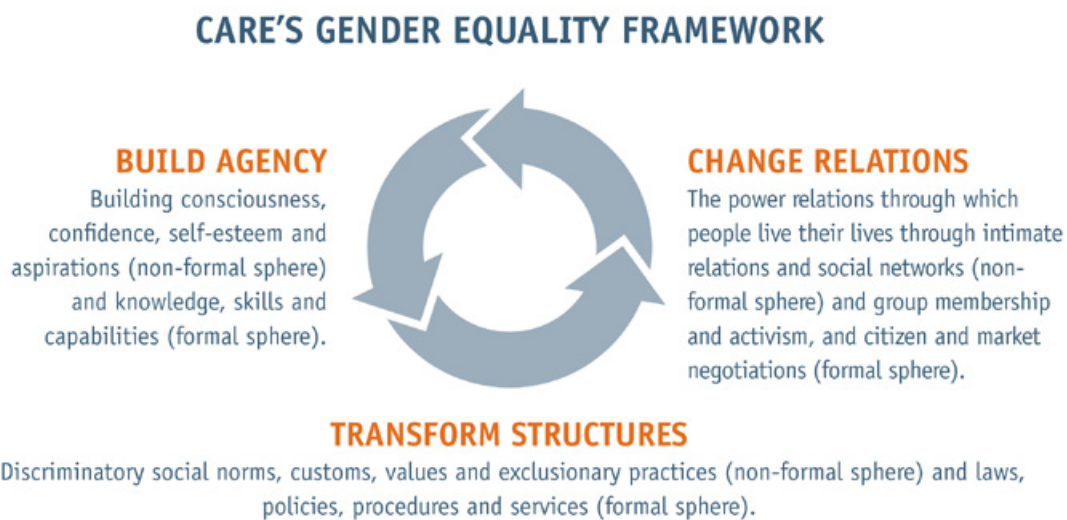 CARE'S GENDER EQUALITY FRAMEWORK
BUILD AGENCY
Building consciousness,
confidence, self-esteem and
aspirations (non-formal sphere)
and knowledge, skills and
capabilities (formal sphere).
CHANGE RELATIONS
The power relations through which
people live their lives through intimate
relations and social networks (non-
formal sphere) and group membership
and activism, and citizen and market
negotiations (formal sphere).
TRANSFORM STRUCTURES
Discriminatory social norms, customs, values and exclusionary practices (non-formal sphere) and laws,
policies, procedures and services (formal sphere).